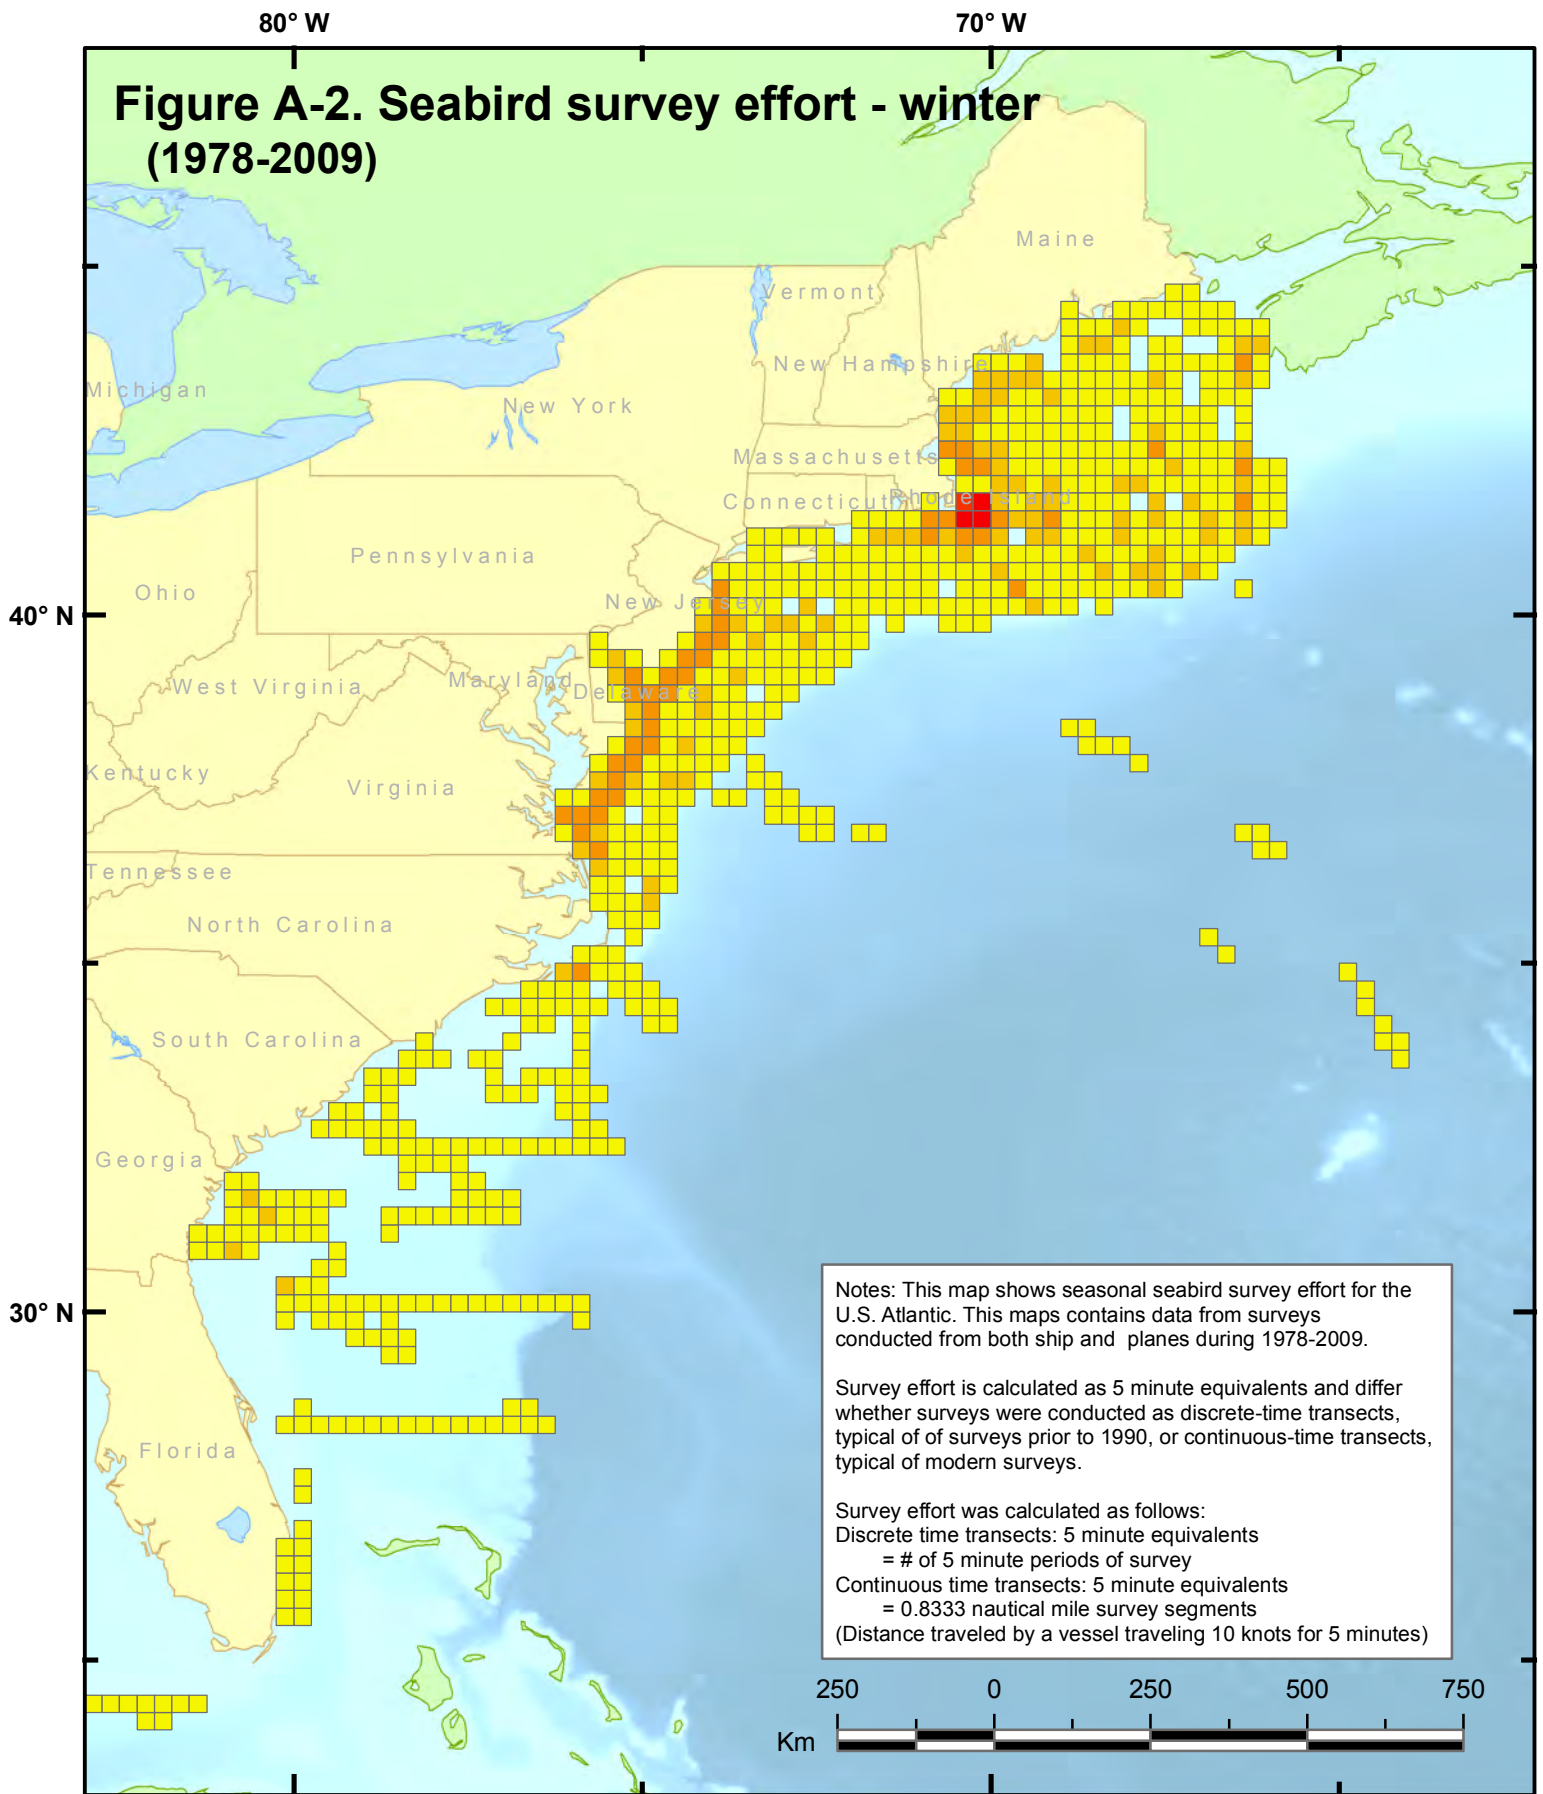 80° W
70° W
Figure A-2. Seabird survey effort - winter
(1978-2009)
Maine
Vermont
New Hampshire
Michigan
New York
Massachusetts
Connecticut
Rhode Island
Pennsylvania
Ohio
New Jersey
40° N
West Virginia
Maryland
Delaware
Kentucky
Virginia
Tennessee
North Carolina
South Carolina
Georgia
30° N
Florida
Notes: This map shows seasonal seabird survey effort for the
U.S. Atlantic. This maps contains data from surveys
conducted from both ship and planes during 1978-2009.
Survey effort is calculated as 5 minute equivalents and differ
whether surveys were conducted as discrete-time transects,
typical of of surveys prior to 1990, or continuous-time transects,
typical of modern surveys.
Survey effort was calculated as follows:
Discrete time transects: 5 minute equivalents
= # of 5 minute periods of survey
Continuous time transects: 5 minute equivalents
= 0.8333 nautical mile survey segments
(Distance traveled by a vessel traveling 10 knots for 5 minutes)
250 0 250 500 750
Km